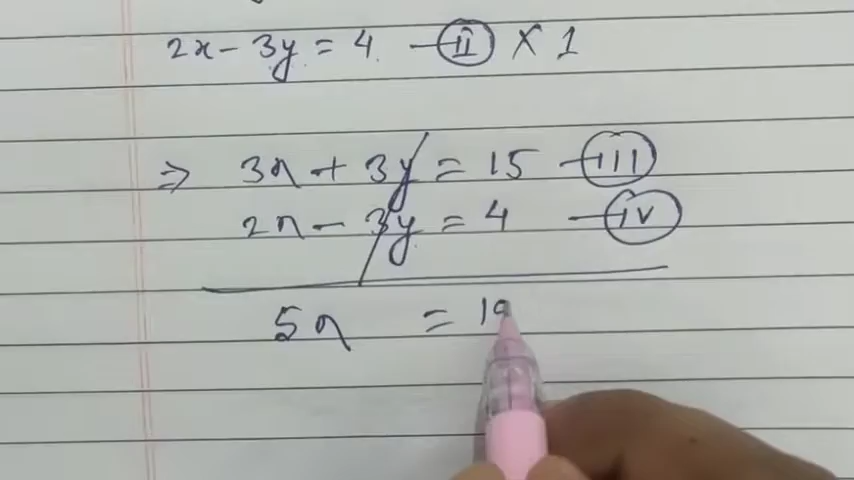 2x - 3y = 4 - II × 1
⇒ 3x + 3y = 15 - III
2x - 3y = 4 - IV
5x = 19